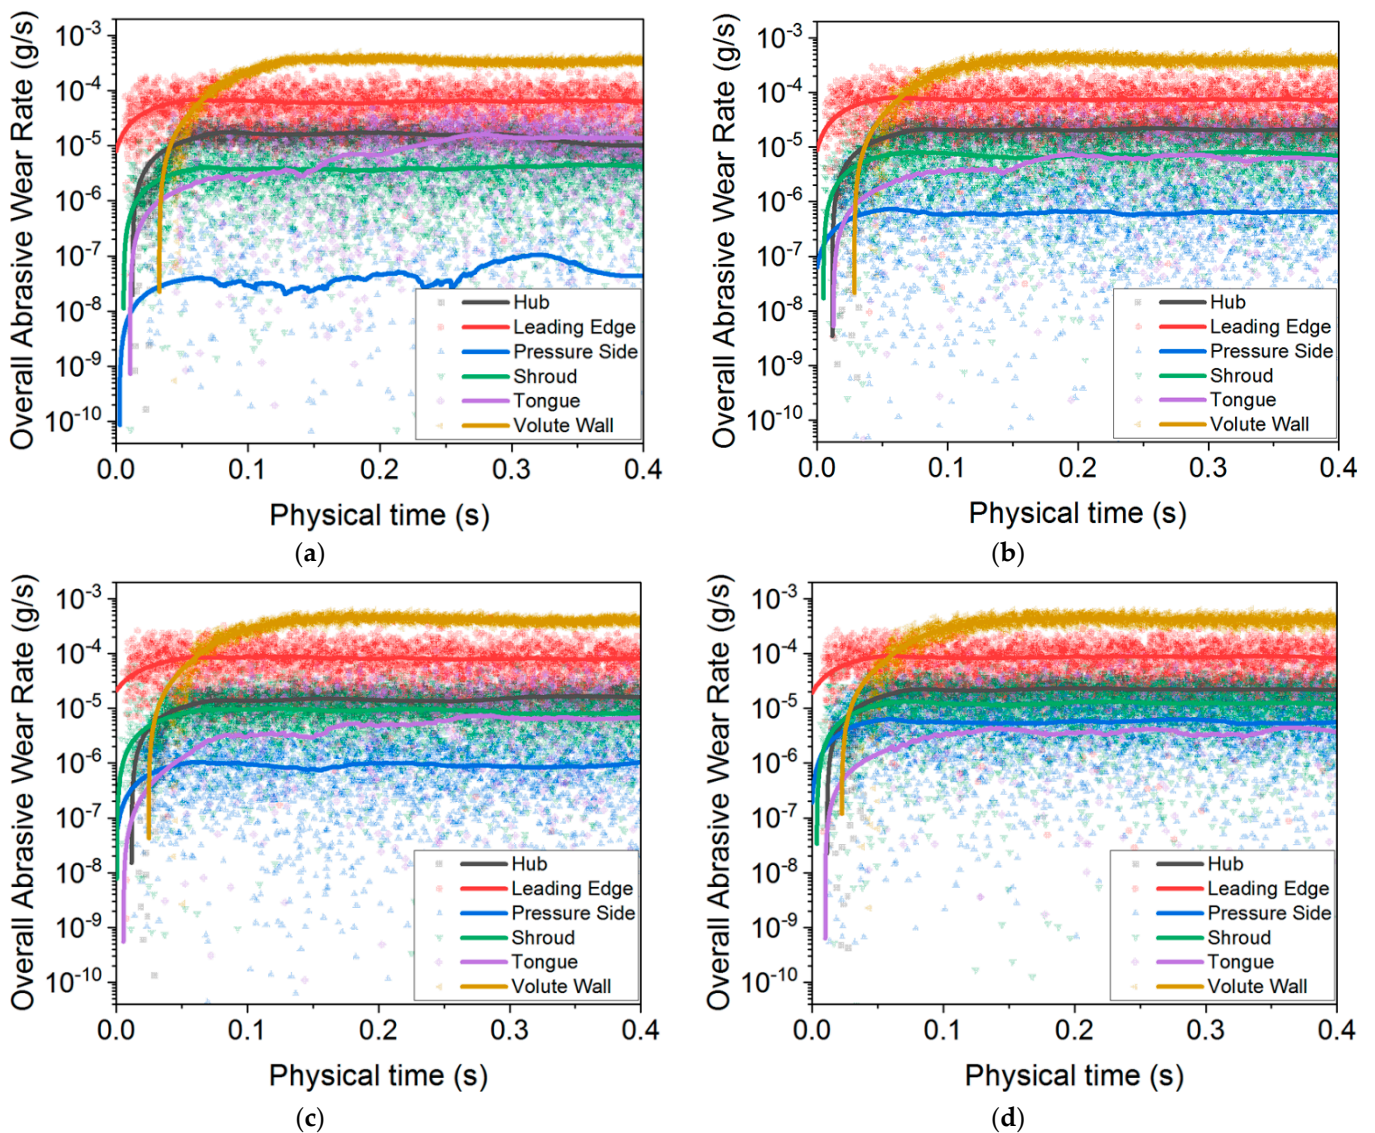 Overall Abrasive Wear Rate (g/s)
10⁻³
10⁻⁴
10⁻⁵
10⁻⁶
10⁻⁷
10⁻⁸
10⁻⁹
10⁻¹⁰
Hub
Leading Edge
Pressure Side
Shroud
Tongue
Volute Wall
0.0 0.1 0.2 0.3 0.4
Physical time (s)
(a)
Overall Abrasive Wear Rate (g/s)
10⁻³
10⁻⁴
10⁻⁵
10⁻⁶
10⁻⁷
10⁻⁸
10⁻⁹
10⁻¹⁰
Hub
Leading Edge
Pressure Side
Shroud
Tongue
Volute Wall
0.0 0.1 0.2 0.3 0.4
Physical time (s)
(b)
Overall Abrasive Wear Rate (g/s)
10⁻³
10⁻⁴
10⁻⁵
10⁻⁶
10⁻⁷
10⁻⁸
10⁻⁹
10⁻¹⁰
Hub
Leading Edge
Pressure Side
Shroud
Tongue
Volute Wall
0.0 0.1 0.2 0.3 0.4
Physical time (s)
(c)
Overall Abrasive Wear Rate (g/s)
10⁻³
10⁻⁴
10⁻⁵
10⁻⁶
10⁻⁷
10⁻⁸
10⁻⁹
10⁻¹⁰
Hub
Leading Edge
Pressure Side
Shroud
Tongue
Volute Wall
0.0 0.1 0.2 0.3 0.4
Physical time (s)
(d)